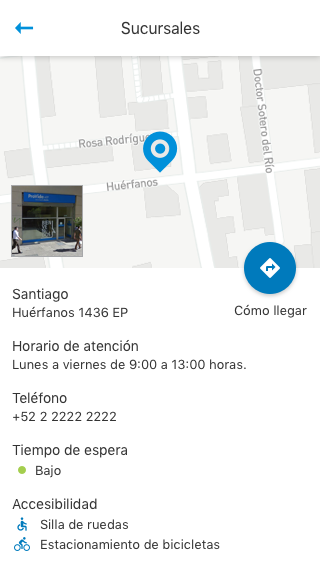 Sucursales
Doctor Sotero del Río
Rosa Rodrígu
Huérfanos
Santiago
Huérfanos 1436 EP
Cómo llegar
Horario de atención
Lunes a viernes de 9:00 a 13:00 horas.
Teléfono
+52 2 2222 2222
Tiempo de espera
Bajo
Accesibilidad
Silla de ruedas
Estacionamiento de bicicletas